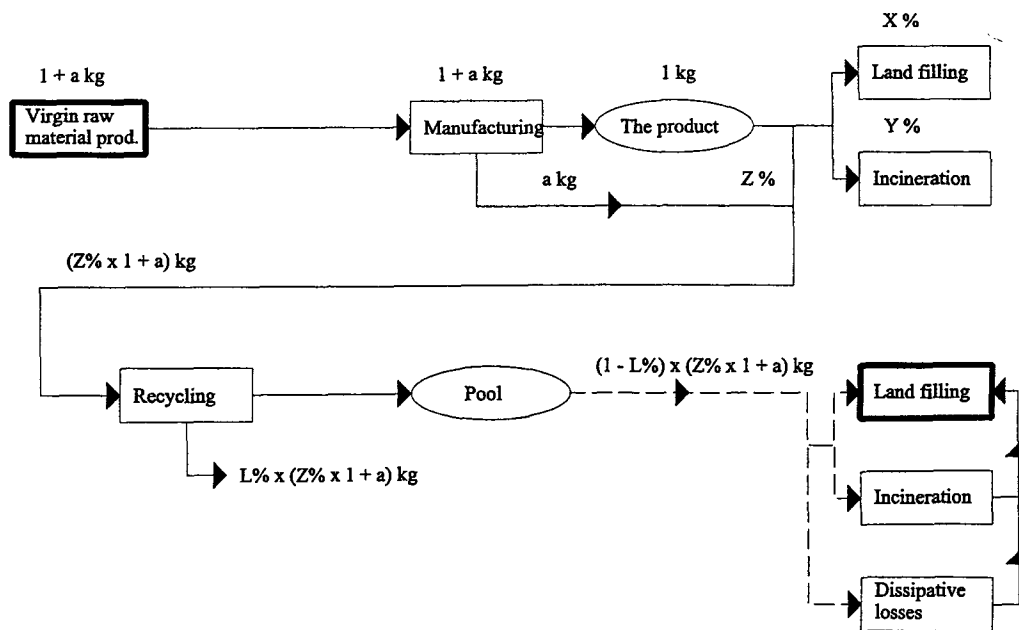 X %
1 + a kg
1 + a kg
1 kg
Virgin raw
material prod.
Manufacturing
The product
Land filling
Y %
a kg
Z %
Incineration
(Z% x 1 + a) kg
(1 - L%) x (Z% x 1 + a) kg
Recycling
Pool
Land filling
L% x (Z% x 1 + a) kg
Incineration
Dissipative
losses